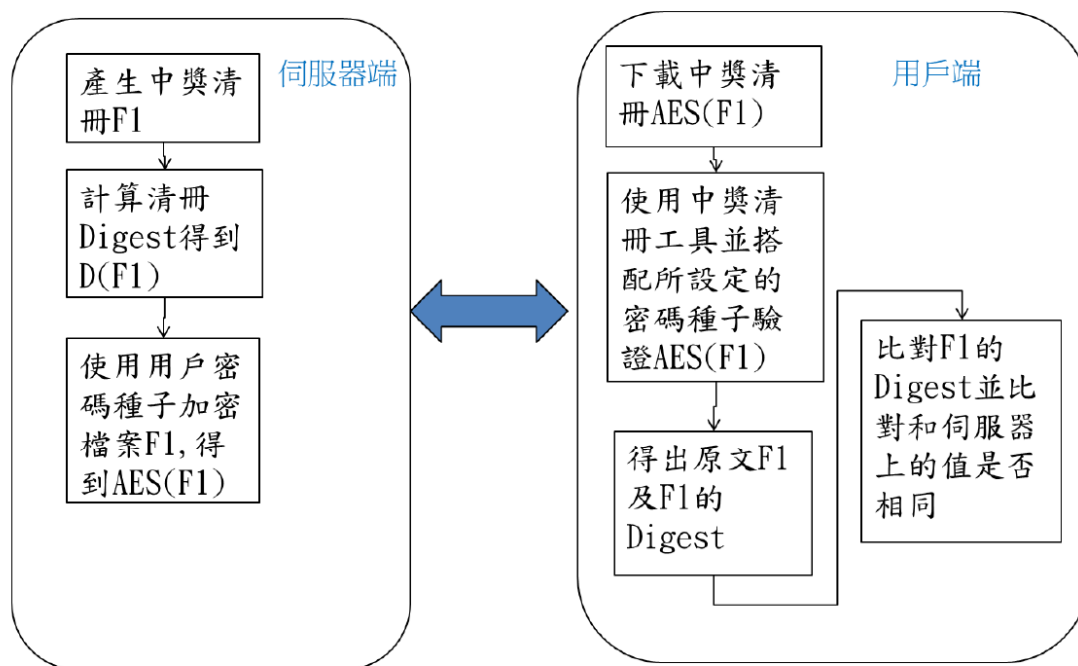 伺服器端
產生中獎清
冊F1
計算清冊
Digest得到
D(F1)
使用用戶密
碼種子加密
檔案F1,得
到AES(F1)
用戶端
下載中獎清
冊AES(F1)
使用中獎清
冊工具並搭
配所設定的
密碼種子驗
證AES(F1)
得出原文F1
及F1的
Digest
比對F1的
Digest並比
對和伺服器
上的值是否
相同